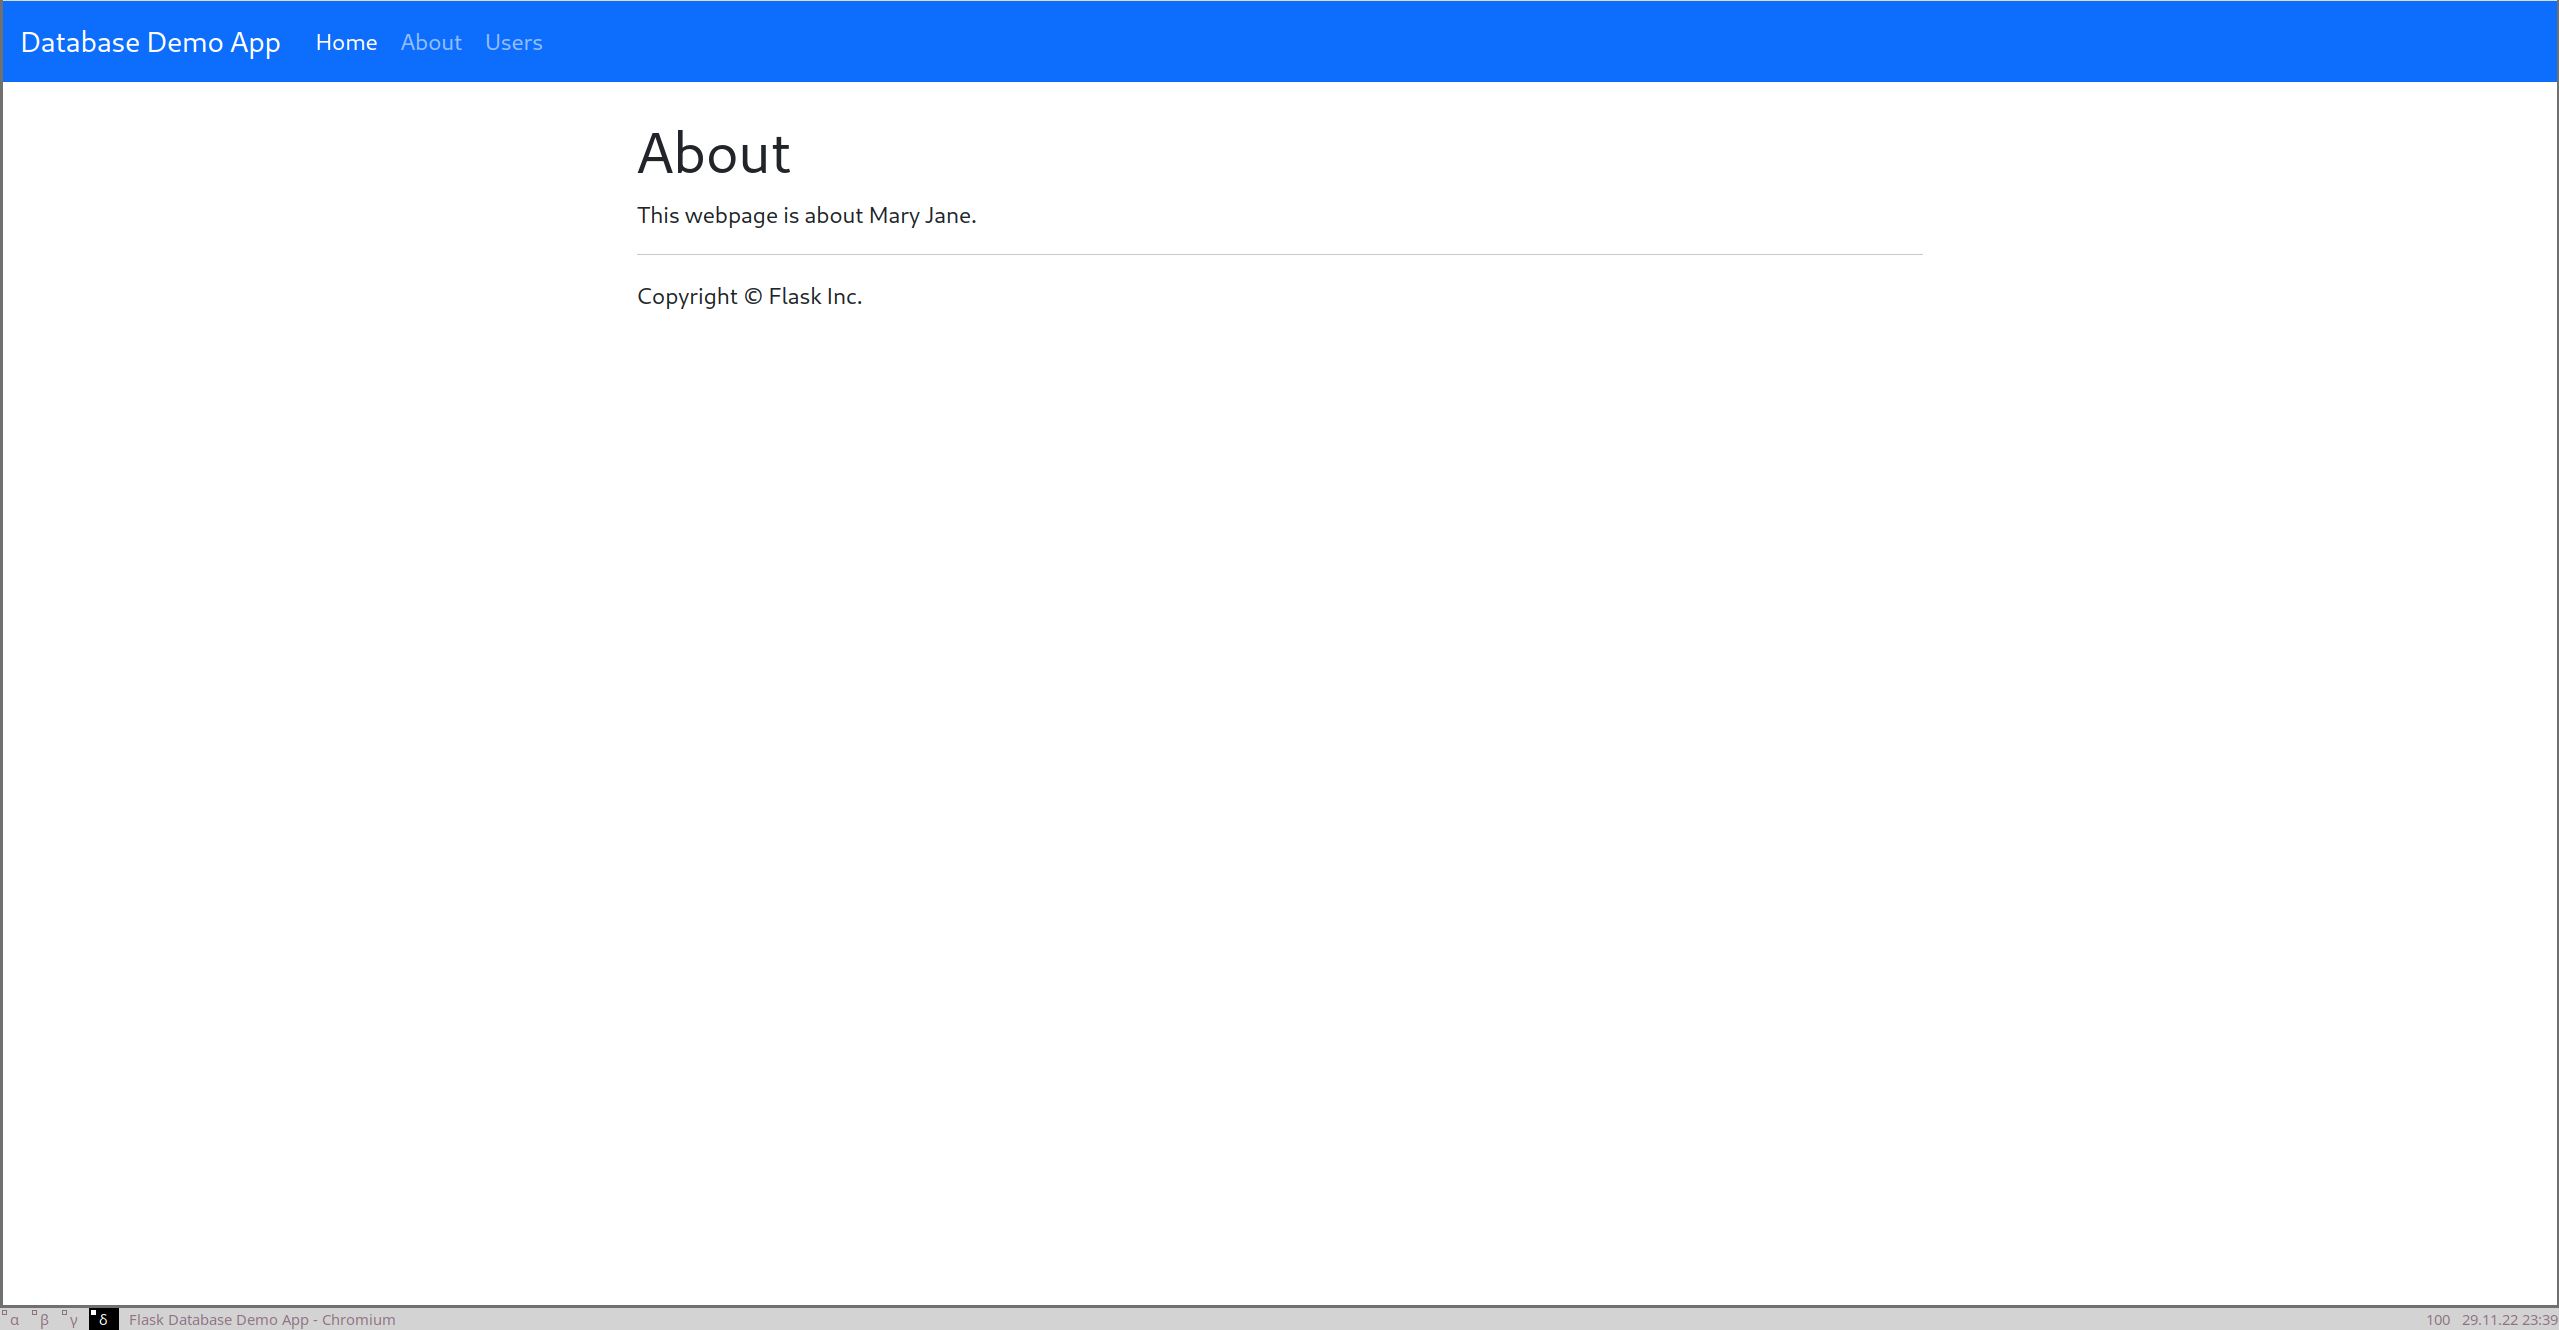 Database Demo App Home About Users
About
This webpage is about Mary Jane.
Copyright © Flask Inc.
α β γ δ Flask Database Demo App - Chromium 100 29.11.22 23:39